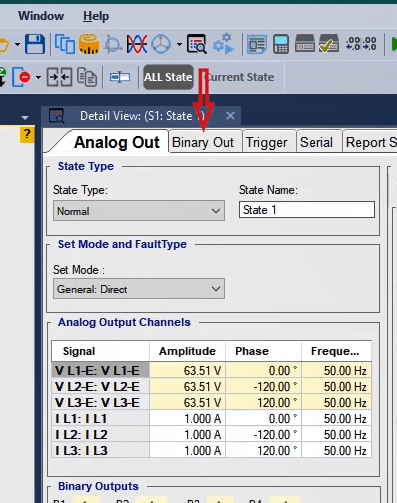 Window Help
+.0 .00
.00 +.0
ALL State Current State
Detail View: (S1: State
?
Analog Out Binary Out Trigger Serial Report S
State Type
State Type: State Name:
Normal State 1
Set Mode and FaultType
Set Mode :
General: Direct
Analog Output Channels
Signal Amplitude Phase Freque...
V L1-E: V L1-E 63.51 V 0.00 ° 50.00 Hz
V L2-E: V L2-E 63.51 V -120.00 ° 50.00 Hz
V L3-E: V L3-E 63.51 V 120.00 ° 50.00 Hz
I L1: I L1 1.000 A 0.00 ° 50.00 Hz
I L2: I L2 1.000 A -120.00 ° 50.00 Hz
I L3: I L3 1.000 A 120.00 ° 50.00 Hz
Binary Outputs